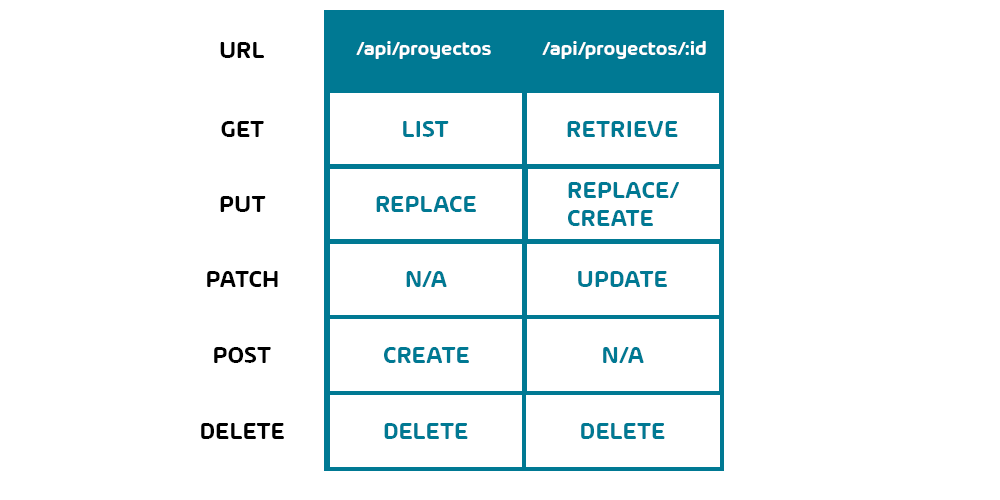 URL /api/proyectos /api/proyectos/:id
GET LIST RETRIEVE
PUT REPLACE REPLACE/
CREATE
PATCH N/A UPDATE
POST CREATE N/A
DELETE DELETE DELETE